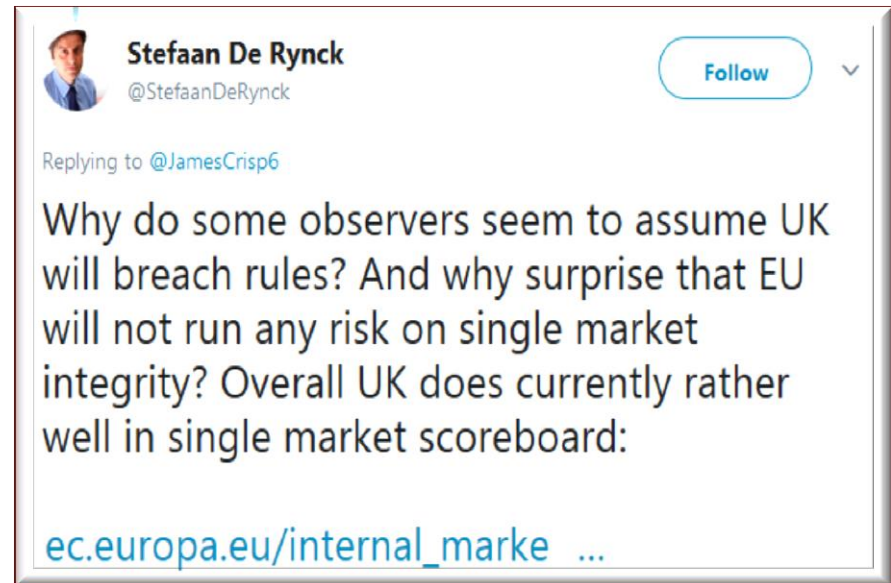 Stefaan De Rynck
@StefaanDeRynck
Follow
Replying to @JamesCrisp6
Why do some observers seem to assume UK
will breach rules? And why surprise that EU
will not run any risk on single market
integrity? Overall UK does currently rather
well in single market scoreboard:
ec.europa.eu/internal_marke ...